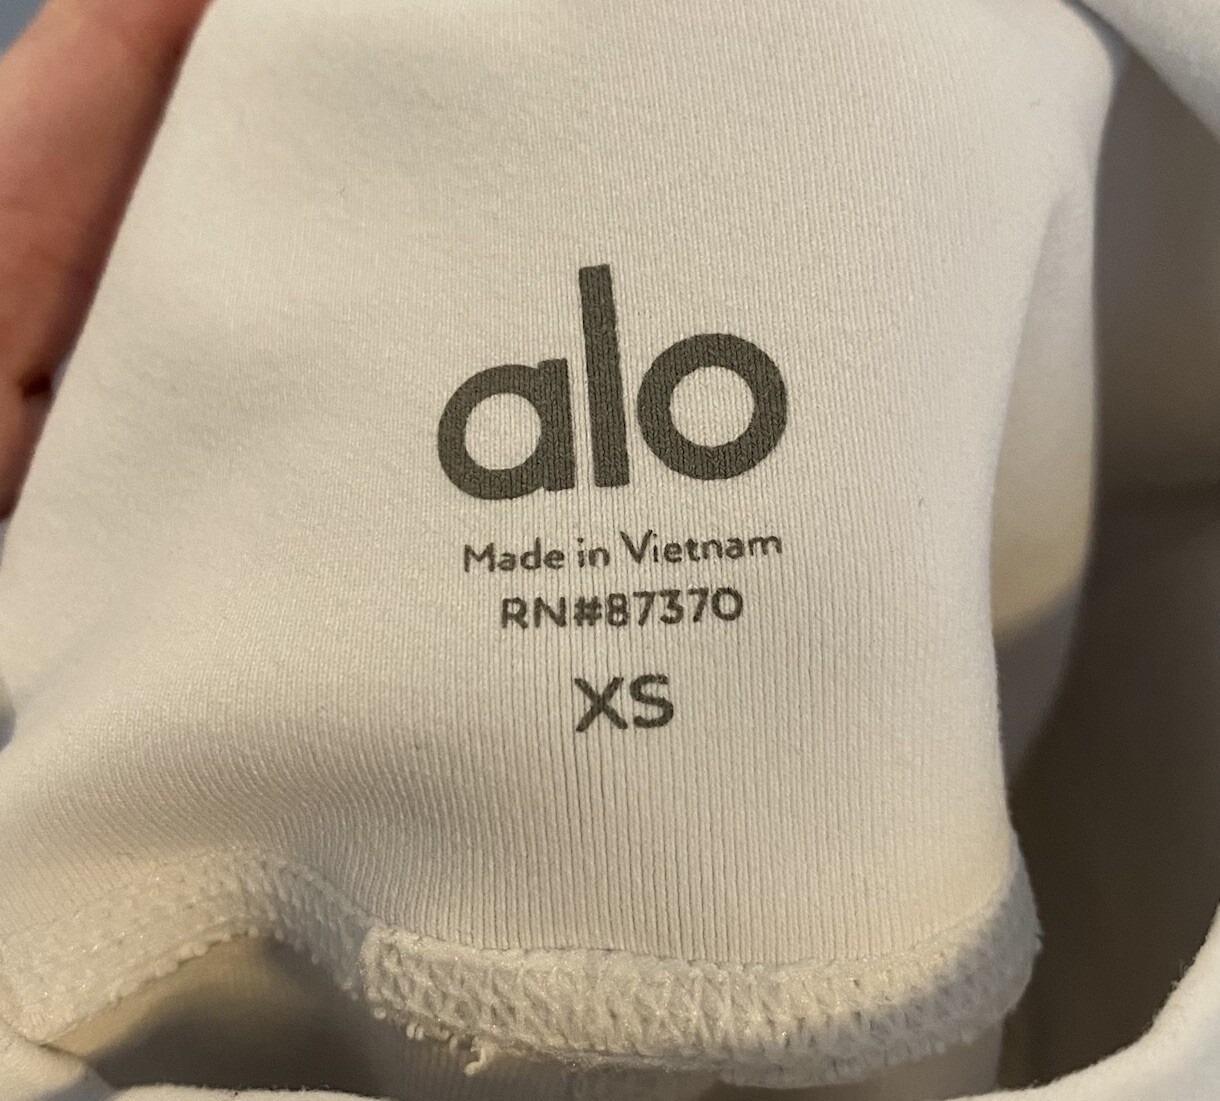 alo
Made in Vietnam
RN#87370
XS